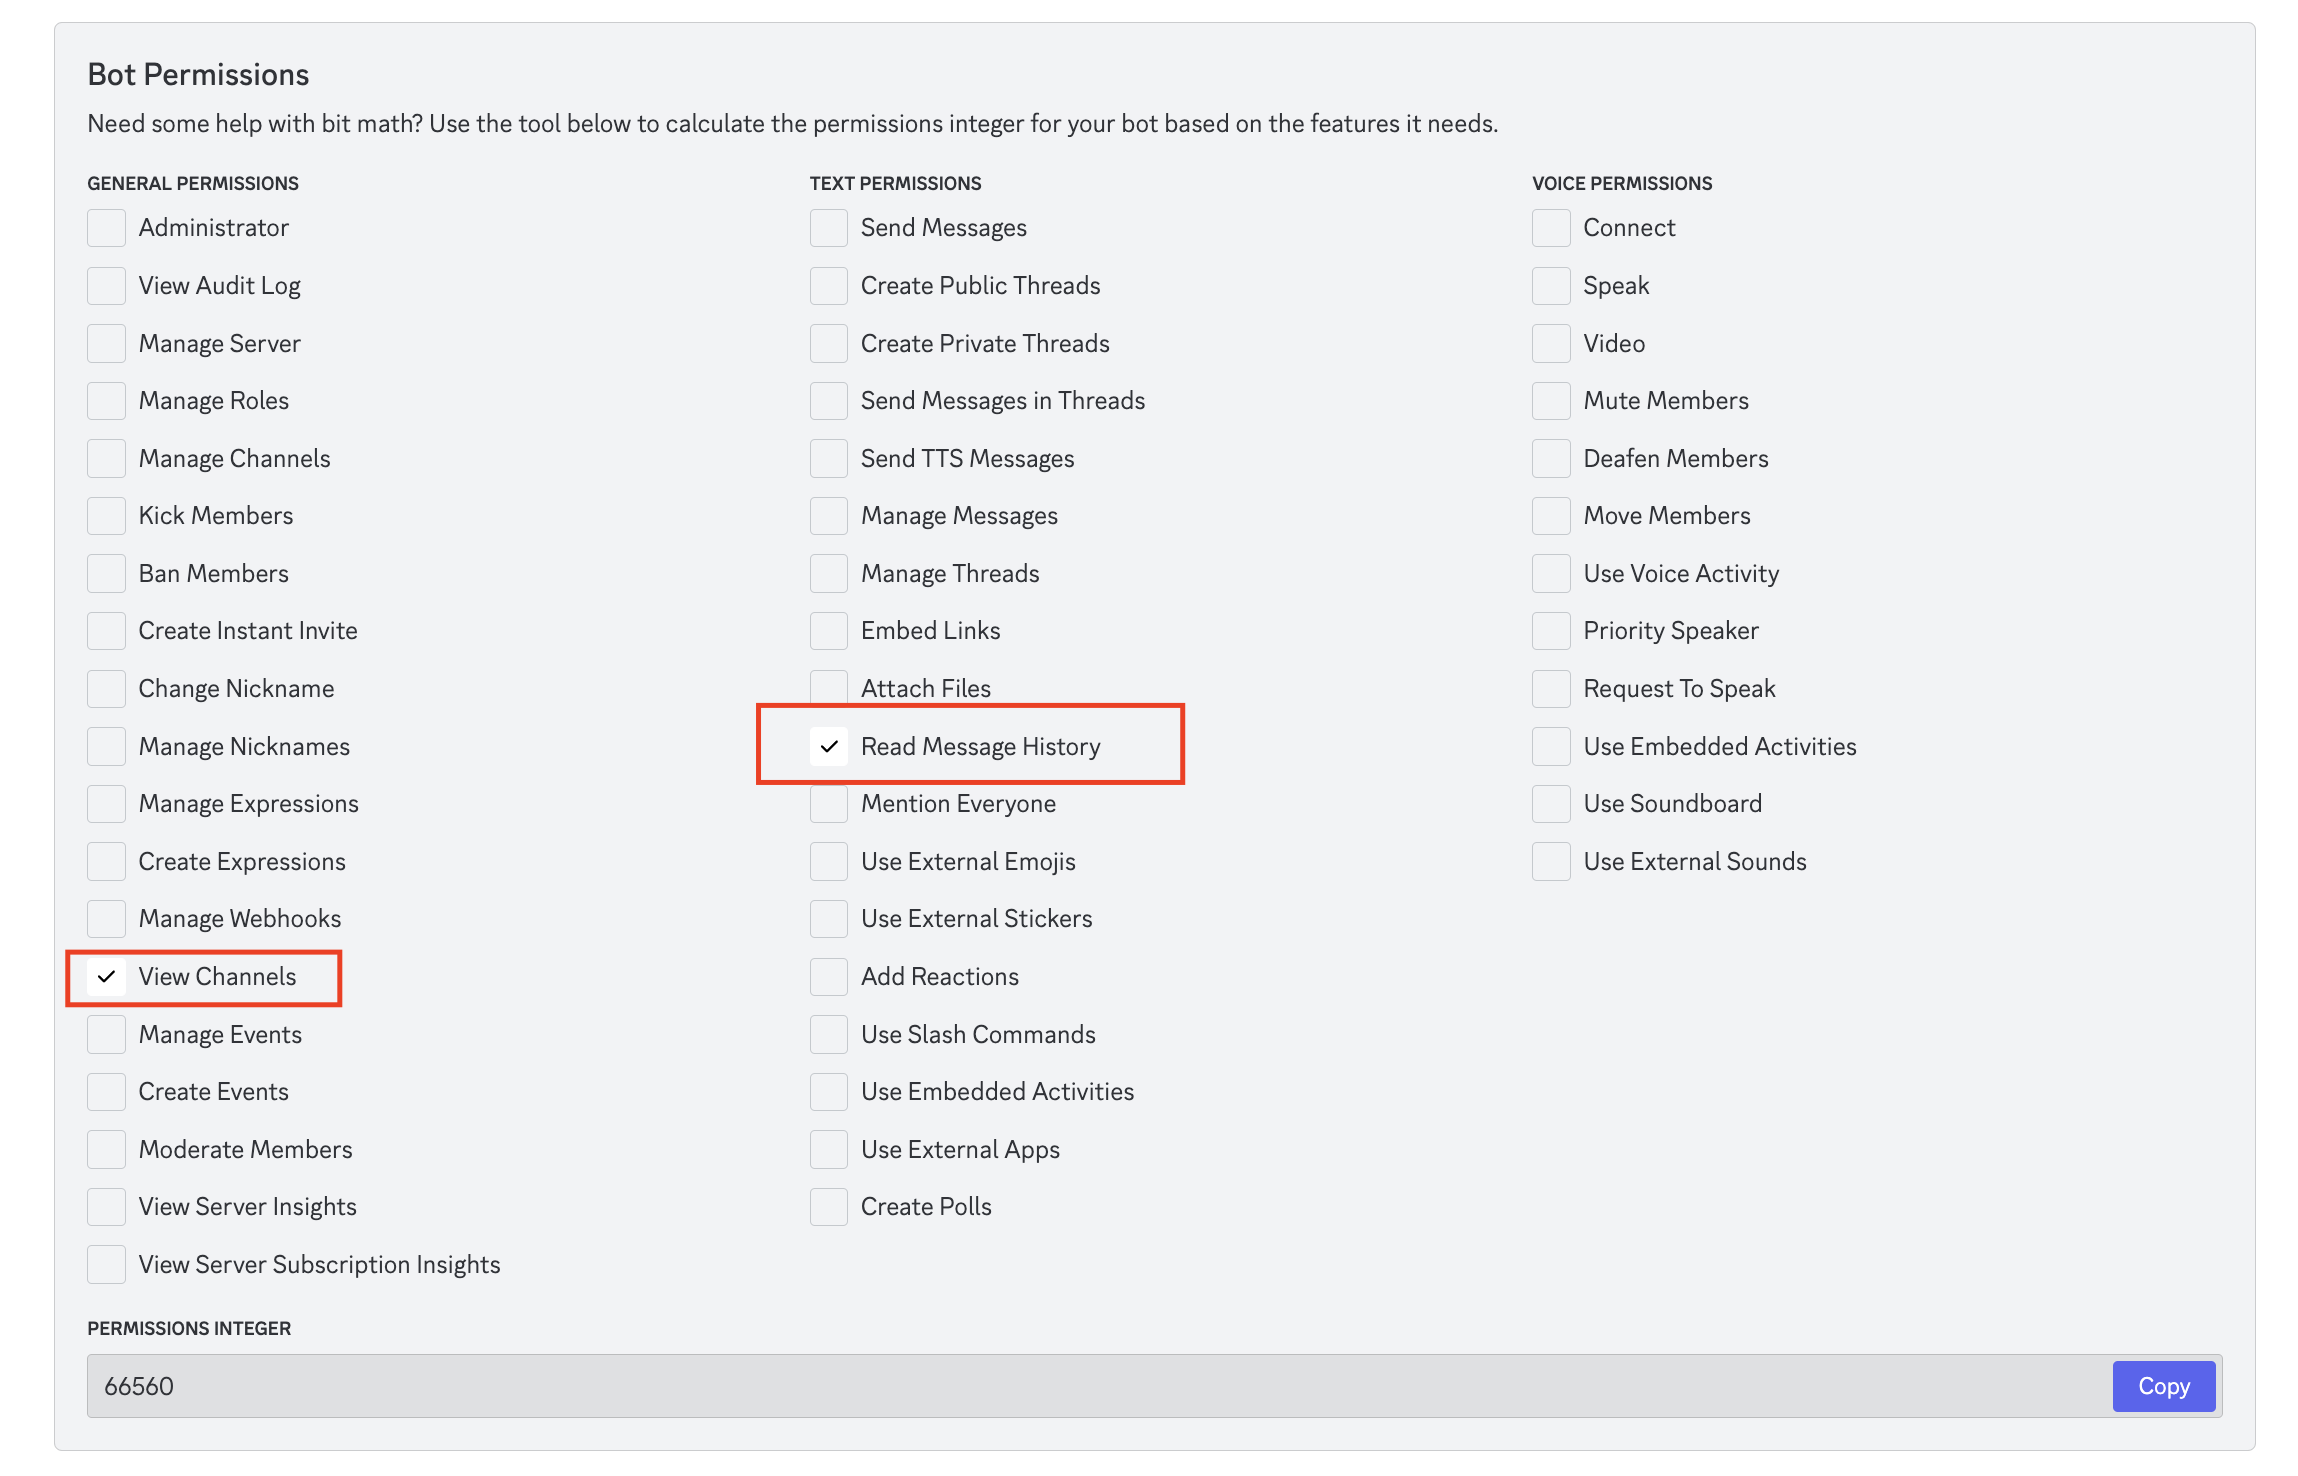 Bot Permissions
Need some help with bit math? Use the tool below to calculate the permissions integer for your bot based on the features it needs.
GENERAL PERMISSIONS
Administrator
View Audit Log
Manage Server
Manage Roles
Manage Channels
Kick Members
Ban Members
Create Instant Invite
Change Nickname
Manage Nicknames
Manage Expressions
Create Expressions
Manage Webhooks
View Channels
Manage Events
Create Events
Moderate Members
View Server Insights
View Server Subscription Insights
TEXT PERMISSIONS
Send Messages
Create Public Threads
Create Private Threads
Send Messages in Threads
Send TTS Messages
Manage Messages
Manage Threads
Embed Links
Attach Files
Read Message History
Mention Everyone
Use External Emojis
Use External Stickers
Add Reactions
Use Slash Commands
Use Embedded Activities
Use External Apps
Create Polls
VOICE PERMISSIONS
Connect
Speak
Video
Mute Members
Deafen Members
Move Members
Use Voice Activity
Priority Speaker
Request To Speak
Use Embedded Activities
Use Soundboard
Use External Sounds
PERMISSIONS INTEGER
66560
Copy